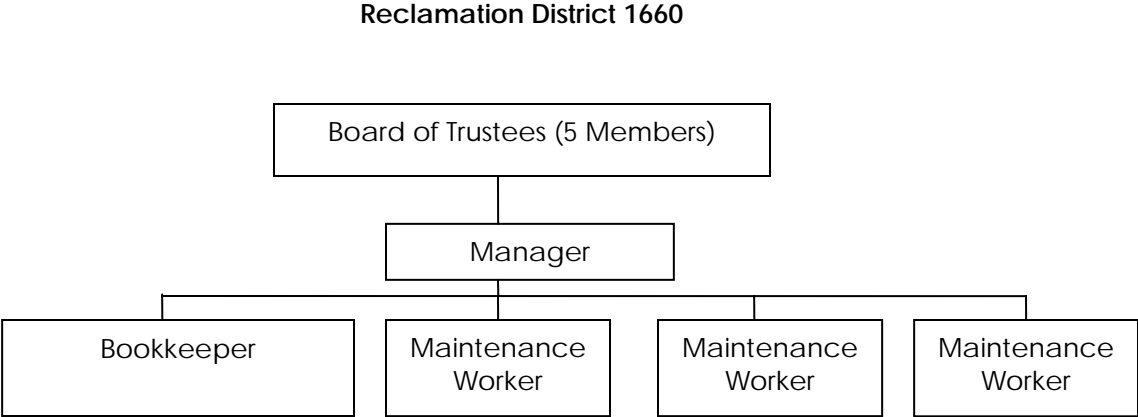 Reclamation District 1660
Board of Trustees (5 Members)
Manager
Bookkeeper
Maintenance
Worker
Maintenance
Worker
Maintenance
Worker